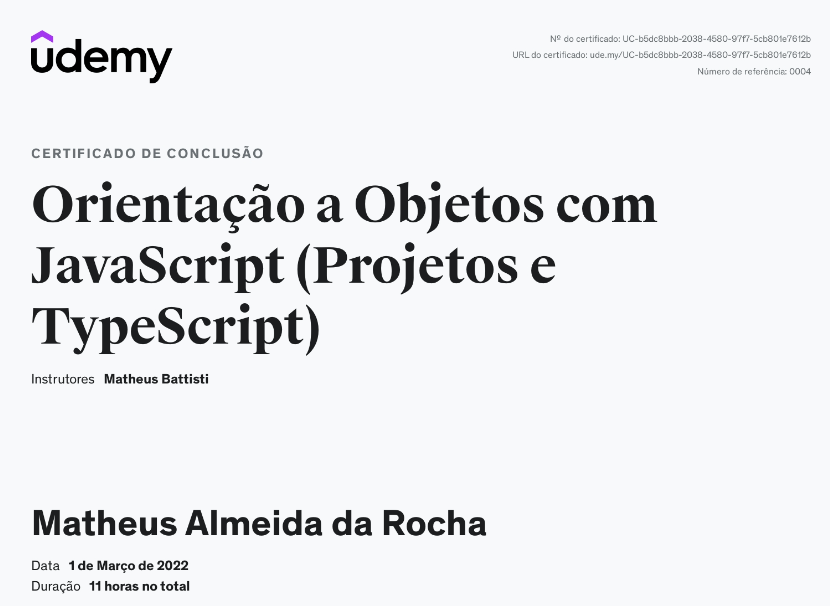 udemy
Nº do certificado: UC-b5dc8bbb-2038-4580-97f7-5cb801e7612b
URL do certificado: ude.my/UC-b5dc8bbb-2038-4580-97f7-5cb801e7612b
Número de referência: 0004
CERTIFICADO DE CONCLUSÃO
Orientação a Objetos com
JavaScript (Projetos e
TypeScript)
Instrutores Matheus Battisti
Matheus Almeida da Rocha
Data 1 de Março de 2022
Duração 11 horas no total